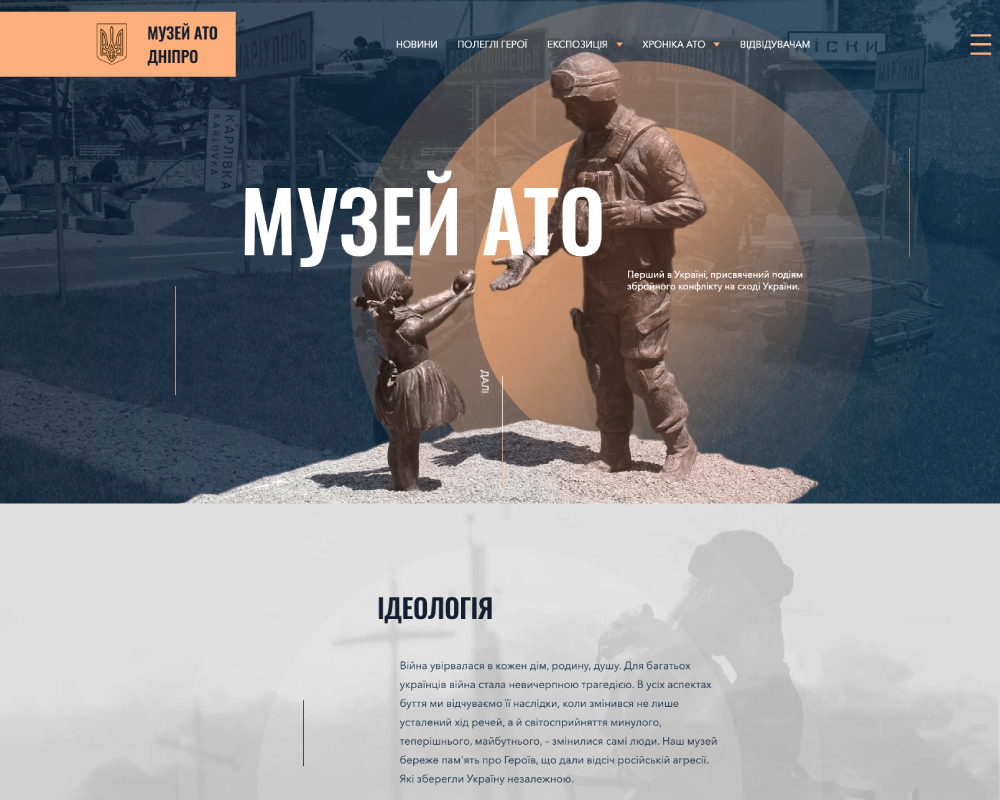 МУЗЕЙ АТО
ДНІПРО
НОВИНИ ПОЛЕГЛІ ГЕРОЇ ЕКСПОЗИЦІЯ ХРОНІКА АТО ВІДВІДУВАЧАМ
МАРІУПОЛЬ
ПІСКИ
КАРЛІВКА
KARLOVKA
МУЗЕЙ АТО
Перший в Україні, присвячений подіям
збройного конфлікту на сході України.
ДАЛІ
ІДЕОЛОГІЯ
Війна увірвалася в кожен дім, родину, душу. Для багатьох
українців війна стала невичерпною трагедією. В усіх аспектах
буття ми відчуваємо її наслідки, коли змінився не лише
усталений хід речей, а й світосприйняття минулого,
теперішнього, майбутнього, – змінилися самі люди. Наш музей
береже пам'ять про Героїв, що дали відсіч російській агресії.
Які зберегли Україну незалежною.